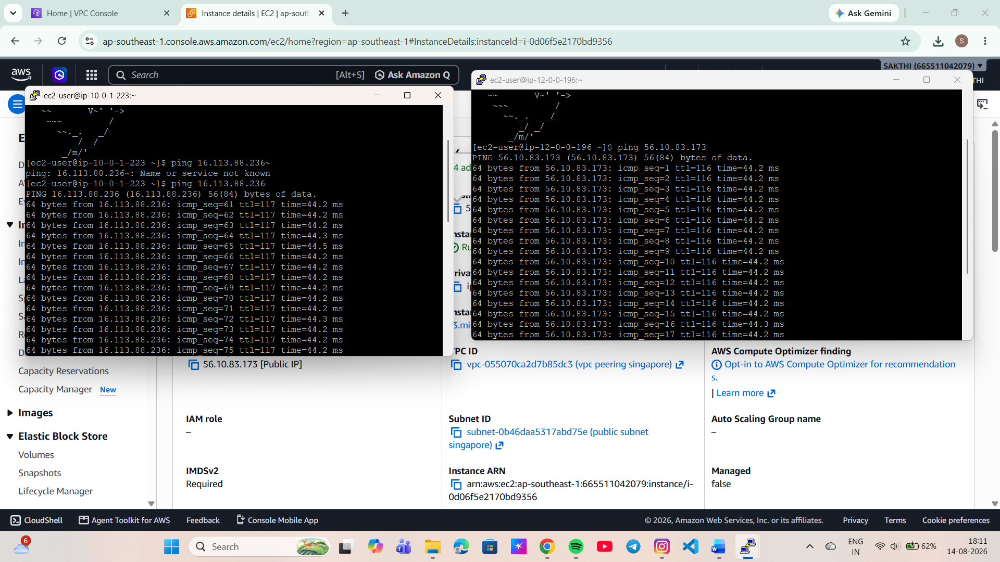 Home | VPC Console
Instance details | EC2 | ap-south
Ask Gemini
ap-southeast-1.console.aws.amazon.com/ec2/home?region=ap-southeast-1#InstanceDetails:instanceId=i-0d06f5e2170bd9356
S
aws
Search
[Alt+S]
Ask Amazon Q
SAKTHI (665511042079)
THI
ec2-user@ip-10-0-1-223:~
~~       V~' '->
~~~         /
~~._.   _/
_/ _/
_/m/'
[ec2-user@ip-10-0-1-223 ~]$ ping 16.113.88.236~
ping: 16.113.88.236~: Name or service not known
[ec2-user@ip-10-0-1-223 ~]$ ping 16.113.88.236
PING 16.113.88.236 (16.113.88.236) 56(84) bytes of data.
64 bytes from 16.113.88.236: icmp_seq=61 ttl=117 time=44.2 ms
64 bytes from 16.113.88.236: icmp_seq=62 ttl=117 time=44.2 ms
64 bytes from 16.113.88.236: icmp_seq=63 ttl=117 time=44.2 ms
64 bytes from 16.113.88.236: icmp_seq=64 ttl=117 time=44.3 ms
64 bytes from 16.113.88.236: icmp_seq=65 ttl=117 time=44.5 ms
64 bytes from 16.113.88.236: icmp_seq=66 ttl=117 time=44.2 ms
64 bytes from 16.113.88.236: icmp_seq=67 ttl=117 time=44.2 ms
64 bytes from 16.113.88.236: icmp_seq=68 ttl=117 time=44.2 ms
64 bytes from 16.113.88.236: icmp_seq=69 ttl=117 time=44.2 ms
64 bytes from 16.113.88.236: icmp_seq=70 ttl=117 time=44.2 ms
64 bytes from 16.113.88.236: icmp_seq=71 ttl=117 time=44.2 ms
64 bytes from 16.113.88.236: icmp_seq=72 ttl=117 time=44.3 ms
64 bytes from 16.113.88.236: icmp_seq=73 ttl=117 time=44.2 ms
64 bytes from 16.113.88.236: icmp_seq=74 ttl=117 time=44.2 ms
64 bytes from 16.113.88.236: icmp_seq=75 ttl=117 time=44.2 ms
ec2-user@ip-12-0-0-196:~
~~       V~' '->
~~~         /
~~._.   _/
_/ _/
_/m/'
[ec2-user@ip-12-0-0-196 ~]$ ping 56.10.83.173
PING 56.10.83.173 (56.10.83.173) 56(84) bytes of data.
64 bytes from 56.10.83.173: icmp_seq=1 ttl=116 time=44.2 ms
64 bytes from 56.10.83.173: icmp_seq=2 ttl=116 time=44.2 ms
64 bytes from 56.10.83.173: icmp_seq=3 ttl=116 time=44.2 ms
64 bytes from 56.10.83.173: icmp_seq=4 ttl=116 time=44.2 ms
64 bytes from 56.10.83.173: icmp_seq=5 ttl=116 time=44.2 ms
64 bytes from 56.10.83.173: icmp_seq=6 ttl=116 time=44.2 ms
64 bytes from 56.10.83.173: icmp_seq=7 ttl=116 time=44.2 ms
64 bytes from 56.10.83.173: icmp_seq=8 ttl=116 time=44.2 ms
64 bytes from 56.10.83.173: icmp_seq=9 ttl=116 time=44.2 ms
64 bytes from 56.10.83.173: icmp_seq=10 ttl=116 time=44.2 ms
64 bytes from 56.10.83.173: icmp_seq=11 ttl=116 time=44.2 ms
64 bytes from 56.10.83.173: icmp_seq=12 ttl=116 time=44.2 ms
64 bytes from 56.10.83.173: icmp_seq=13 ttl=116 time=44.2 ms
64 bytes from 56.10.83.173: icmp_seq=14 ttl=116 time=44.2 ms
64 bytes from 56.10.83.173: icmp_seq=15 ttl=116 time=44.2 ms
64 bytes from 56.10.83.173: icmp_seq=16 ttl=116 time=44.3 ms
64 bytes from 56.10.83.173: icmp_seq=17 ttl=116 time=44.2 ms
Capacity Reservations
Capacity Manager New
Images
Elastic Block Store
Volumes
Snapshots
Lifecycle Manager
56.10.83.173 [Public IP]
IAM role
–
IMDSv2
Required
VPC ID
vpc-055070ca2d7b85dc3 (vpc peering singapore)
Subnet ID
subnet-0b46daa5317abd75e (public subnet
singapore)
Instance ARN
arn:aws:ec2:ap-southeast-1:665511042079:instance/i-
0d06f5e2170bd9356
AWS Compute Optimizer finding
Opt-in to AWS Compute Optimizer for recommendation
s.
| Learn more
Auto Scaling Group name
–
Managed
false
CloudShell
Agent Toolkit for AWS
Feedback
Console Mobile App
© 2026, Amazon Web Services, Inc. or its affiliates.
Privacy
Terms
Cookie preferences
6
Search
ENG
IN
62%
18:11
14-08-2026